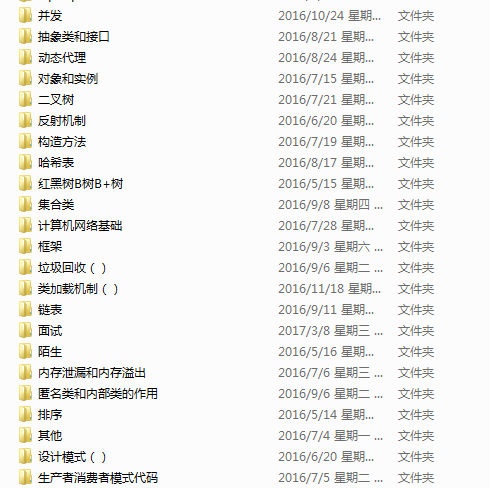 并发 2016/10/24 星期... 文件夹
抽象类和接口 2016/8/21 星期... 文件夹
动态代理 2016/8/24 星期... 文件夹
对象和实例 2016/7/15 星期... 文件夹
二叉树 2016/7/21 星期... 文件夹
反射机制 2016/6/20 星期... 文件夹
构造方法 2016/7/19 星期... 文件夹
哈希表 2016/8/17 星期... 文件夹
红黑树B树B+树 2016/5/15 星期... 文件夹
集合类 2016/9/8 星期四 ... 文件夹
计算机网络基础 2016/7/28 星期... 文件夹
框架 2016/9/3 星期六 ... 文件夹
垃圾回收（） 2016/9/6 星期二 ... 文件夹
类加载机制（） 2016/11/18 星期... 文件夹
链表 2016/9/11 星期... 文件夹
面试 2017/3/8 星期三 ... 文件夹
陌生 2016/5/16 星期... 文件夹
内存泄漏和内存溢出 2016/7/6 星期三 ... 文件夹
匿名类和内部类的作用 2016/9/6 星期二 ... 文件夹
排序 2016/5/14 星期... 文件夹
其他 2016/7/4 星期一 ... 文件夹
设计模式（） 2016/6/20 星期... 文件夹
生产者消费者模式代码 2016/7/5 星期二 ... 文件夹